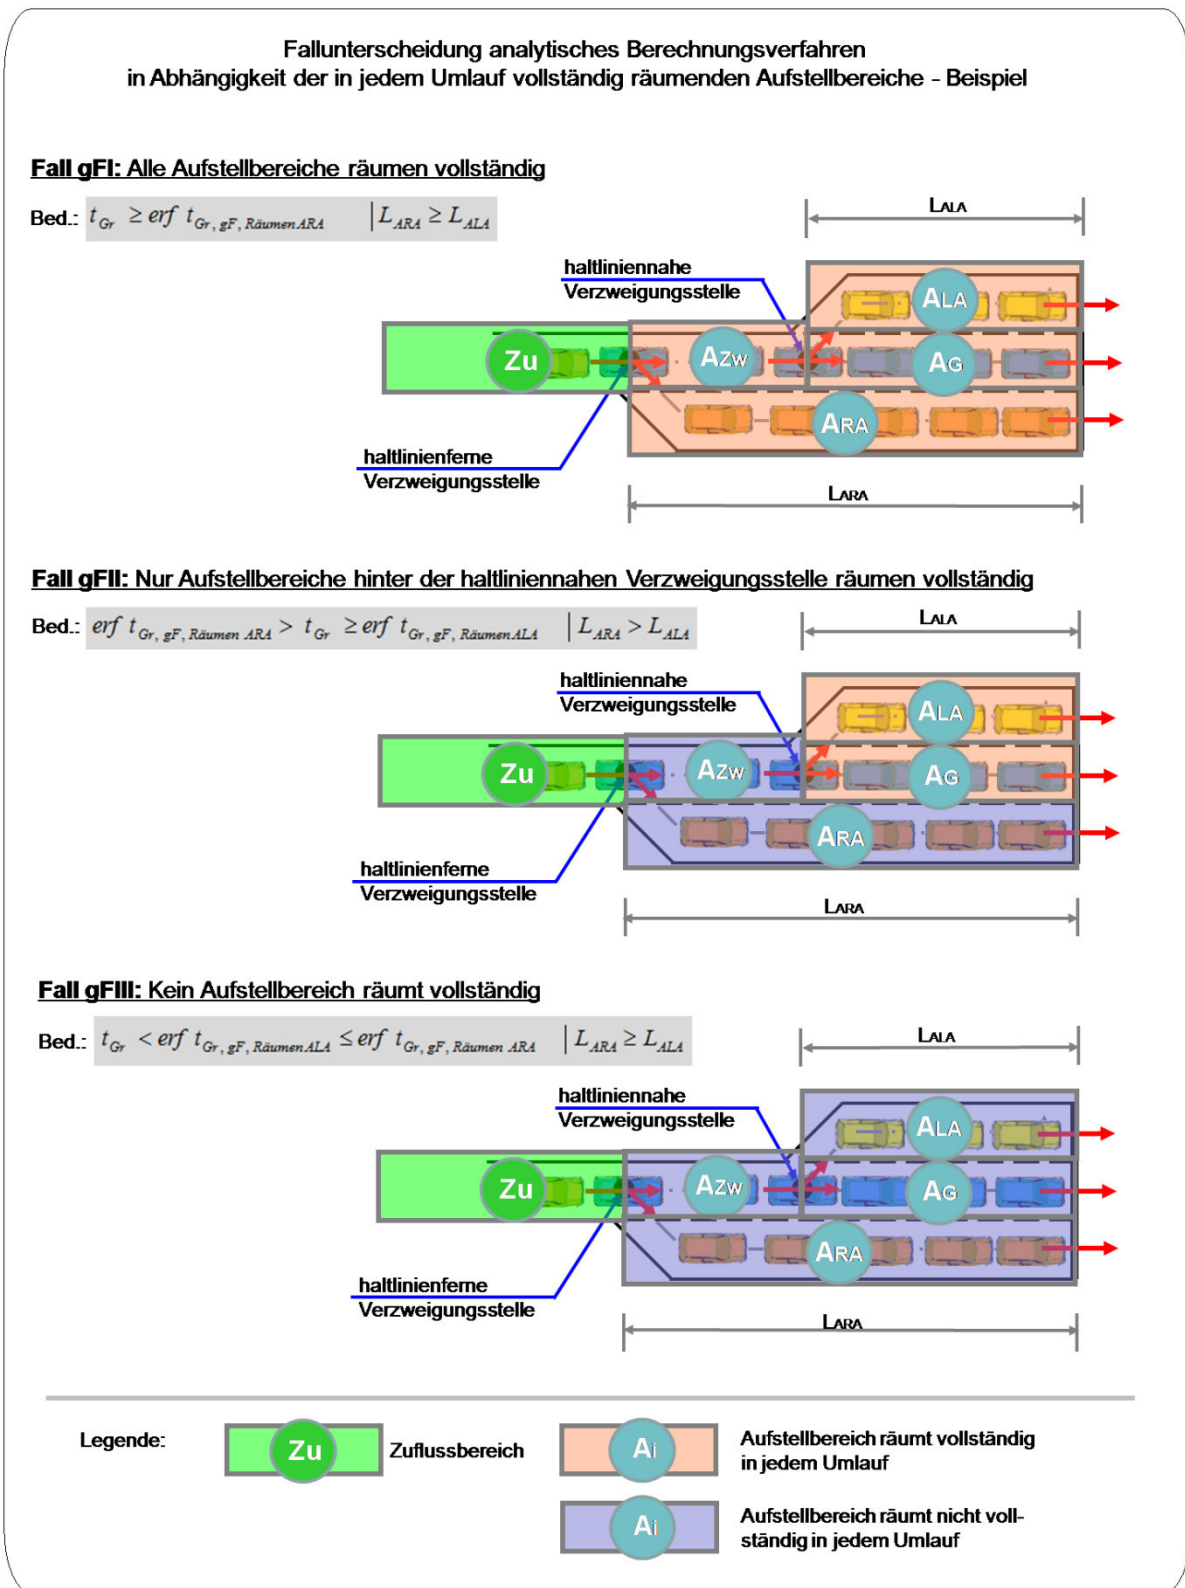 Fallunterscheidung analytisches Berechnungsverfahren
in Abhängigkeit der in jedem Umlauf vollständig räumenden Aufstellbereiche - Beispiel
Fall gFI: Alle Aufstellbereiche räumen vollständig
Bed.: t_Gr ≥ erf t_Gr, gF, Räumen ARA | L_ARA ≥ L_ALA
LALA
haltliniennahe
Verzweigungsstelle
ALA
Zu
AZW
AG
ARA
haltlinienferne
Verzweigungsstelle
LARA
Fall gFII: Nur Aufstellbereiche hinter der haltliniennahen Verzweigungsstelle räumen vollständig
Bed.: erf t_Gr, gF, Räumen ARA > t_Gr ≥ erf t_Gr, gF, Räumen ALA | L_ARA > L_ALA
LALA
haltliniennahe
Verzweigungsstelle
ALA
Zu
AZW
AG
ARA
haltlinienferne
Verzweigungsstelle
LARA
Fall gFIII: Kein Aufstellbereich räumt vollständig
Bed.: t_Gr < erf t_Gr, gF, Räumen ALA ≤ erf t_Gr, gF, Räumen ARA | L_ARA ≥ L_ALA
LALA
haltliniennahe
Verzweigungsstelle
ALA
Zu
AZW
AG
ARA
haltlinienferne
Verzweigungsstelle
LARA
Legende:
Zu
Zuflussbereich
Ai
Aufstellbereich räumt vollständig
in jedem Umlauf
Ai
Aufstellbereich räumt nicht voll-
ständig in jedem Umlauf